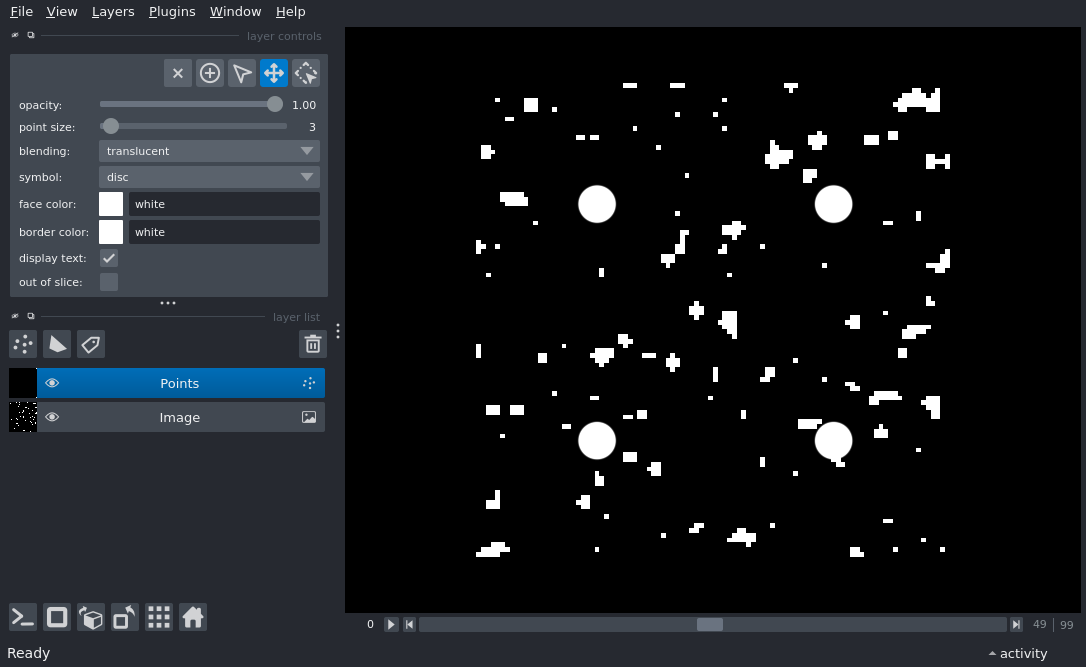 File View Layers Plugins Window Help
layer controls
opacity: 1.00
point size: 3
blending: translucent
symbol: disc
face color: white
border color: white
display text:
out of slice:
layer list
Points
Image
0 49 99
Ready activity